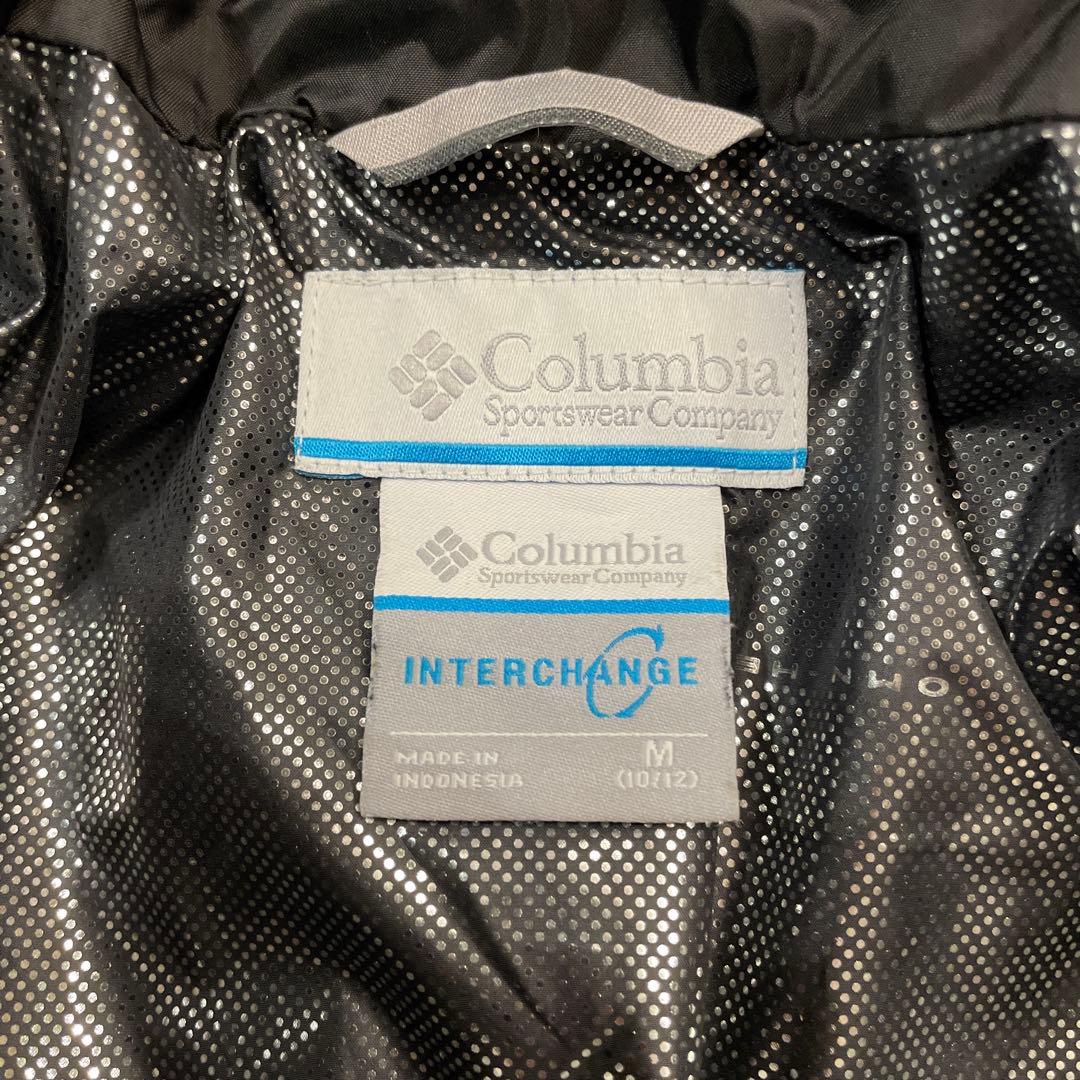 Columbia
Sportswear Company
Columbia
Sportswear Company
INTERCHANGE
MADE IN
INDONESIA
M
(10/12)